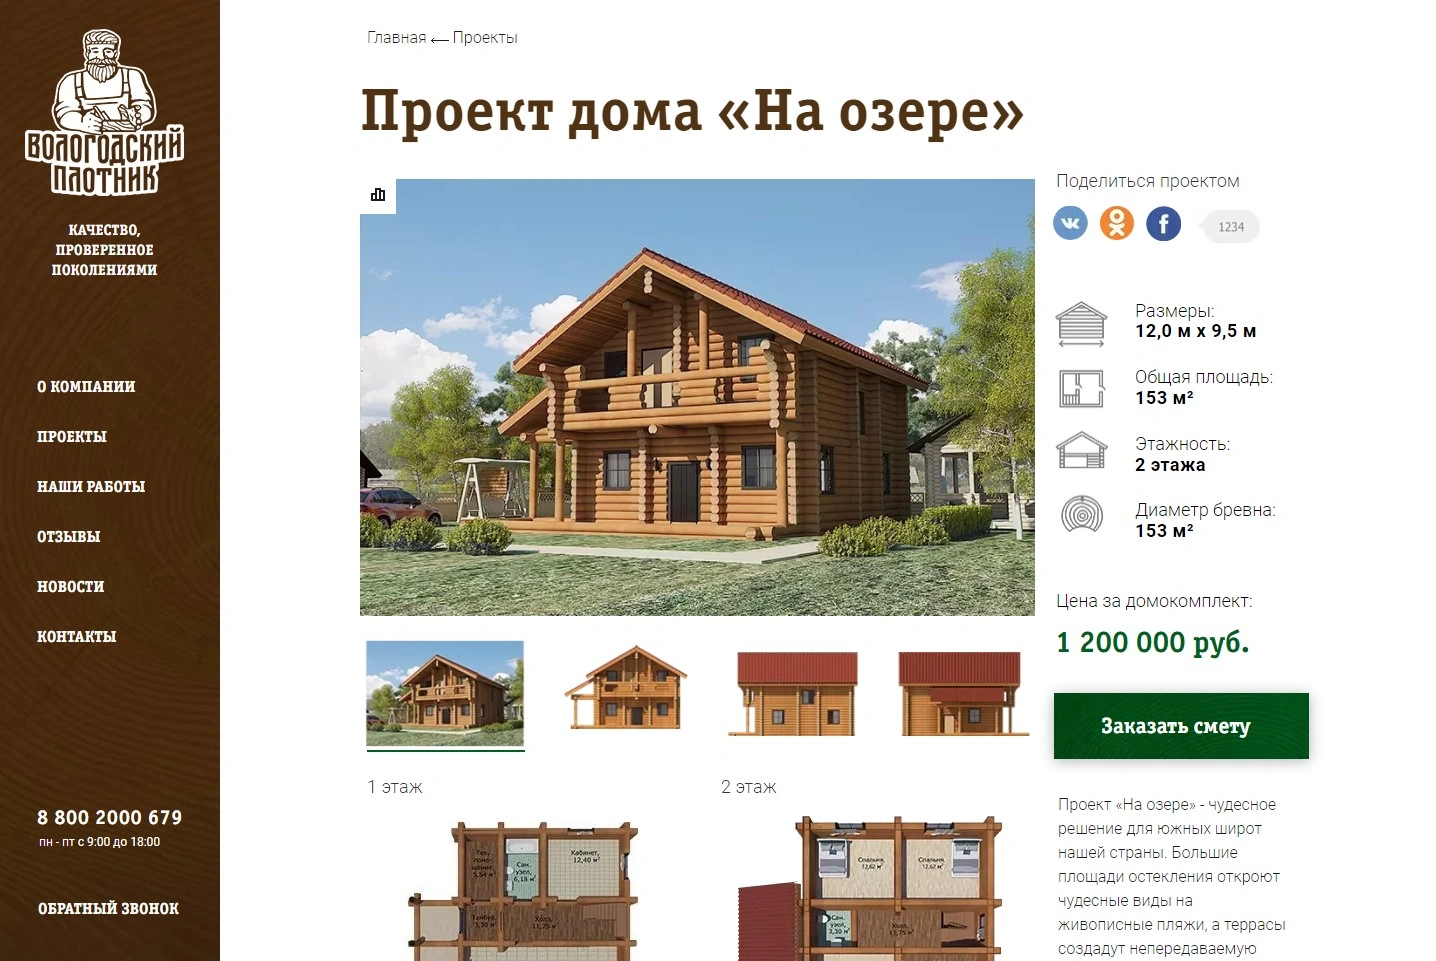 ВОЛОГОДСКИЙ
ПЛОТНИК
КАЧЕСТВО,
ПРОВЕРЕННОЕ
ПОКОЛЕНИЯМИ
О КОМПАНИИ
ПРОЕКТЫ
НАШИ РАБОТЫ
ОТЗЫВЫ
НОВОСТИ
КОНТАКТЫ
8 800 2000 679
пн - пт с 9:00 до 18:00
ОБРАТНЫЙ ЗВОНОК
Главная ⟵ Проекты
Проект дома «На озере»
Поделиться проектом
1234
Размеры:
12,0 м x 9,5 м
Общая площадь:
153 м²
Этажность:
2 этажа
Диаметр бревна:
153 м²
Цена за домокомплект:
1 200 000 руб.
Заказать смету
Проект «На озере» - чудесное
решение для южных широт
нашей страны. Большие
площади остекления откроют
чудесные виды на
живописные пляжи, а террасы
создадут непередаваемую
1 этаж
Тех.
поме-
щение,
5,54 м²
Сан.
узел,
6,18 м²
Кабинет,
12,40 м²
Тамбур,
3,30 м²
Холл,
11,75 м²
2 этаж
Спальня,
12,62 м²
Спальня,
12,62 м²
Сан.
узел,
3,30 м²
Холл,
11,75 м²